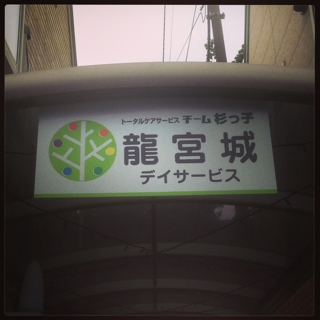 トータルケアサービス チーム杉っ子
龍宮城
デイサービス